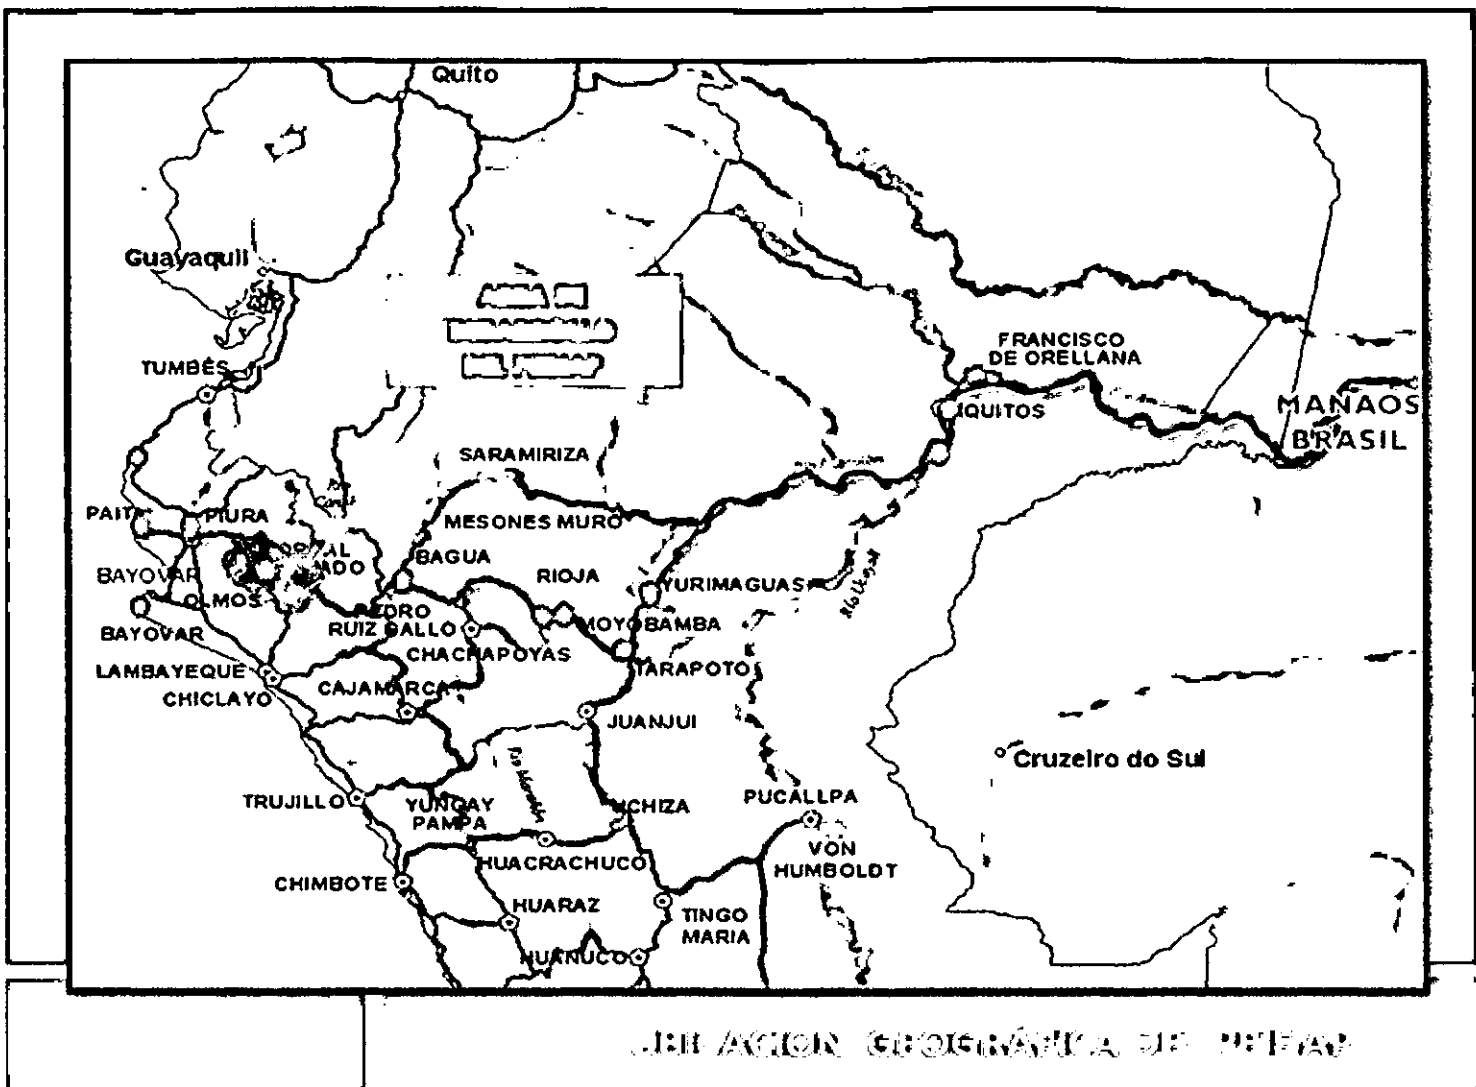 Quito
Guayaquil
TUMBES
FRANCISCO
DE ORELLANA
IQUITOS
MANAOS
BRASIL
SARAMIRIZA
PAITA
PIURA
MESONES MURO
BAGUA
RIOJA
BAYOVAR
OLMOS
YURIMAGUAS
BAYOVAR
PEDRO
RUIZ GALLO
MOYOBAMBA
CHACHAPOYAS
TARAPOTO
LAMBAYEQUE
CHICLAYO
CAJAMARCA
JUANJUI
Cruzeiro do Sul
TRUJILLO
YUNGAY
PAMPA
UCHIZA
PUCALLPA
VON
HUMBOLDT
HUACRACHUCO
CHIMBOTE
HUARAZ
TINGO
MARIA
HUANUCO
GEOGRÁFICA